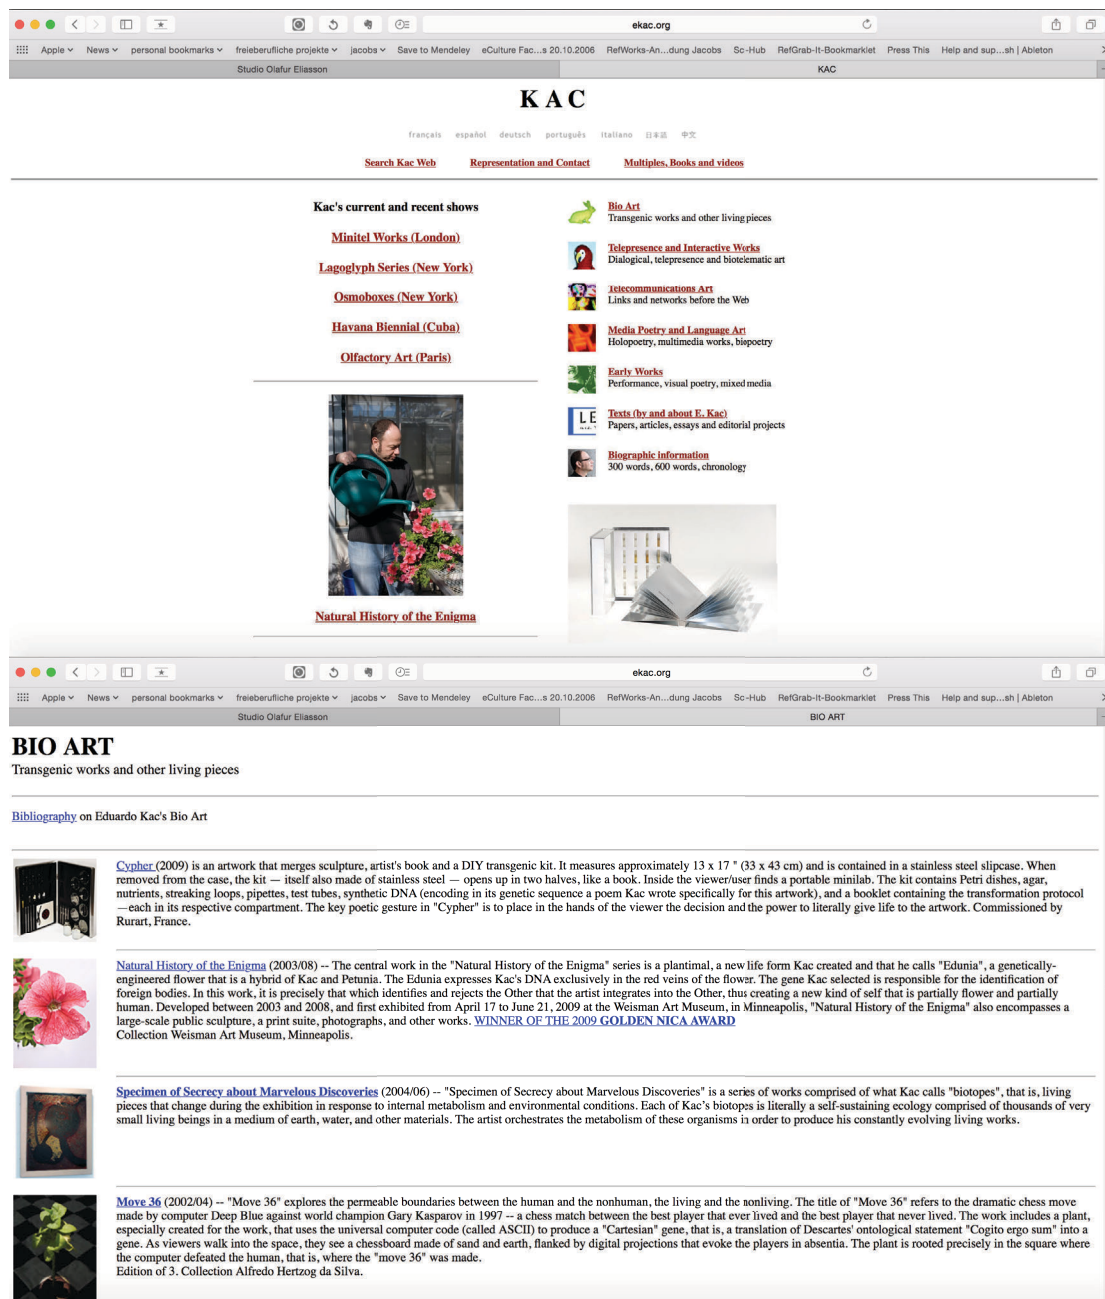 ekac.org
Apple News personal bookmarks freieberufliche projekte jacobs Save to Mendeley eCulture Fac...s 20.10.2006 RefWorks-An...dung Jacobs Sc-Hub RefGrab-It-Bookmarklet Press This Help and sup...sh | Ableton
Studio Olafur Eliasson KAC
K A C
français español deutsch português Italiano 日本語 中文
Search Kac Web Representation and Contact Multiples, Books and videos
Kac's current and recent shows
Minitel Works (London)
Lagoglyph Series (New York)
Osmoboxes (New York)
Havana Biennial (Cuba)
Olfactory Art (Paris)
Natural History of the Enigma
Bio Art
Transgenic works and other living pieces
Telepresence and Interactive Works
Dialogical, telepresence and biotelematic art
Telecommunications Art
Links and networks before the Web
Media Poetry and Language Art
Holopoetry, multimedia works, biopoetry
Early Works
Performance, visual poetry, mixed media
LE
Texts (by and about E. Kac)
Papers, articles, essays and editorial projects
Biographic information
300 words, 600 words, chronology
ekac.org
Apple News personal bookmarks freieberufliche projekte jacobs Save to Mendeley eCulture Fac...s 20.10.2006 RefWorks-An...dung Jacobs Sc-Hub RefGrab-It-Bookmarklet Press This Help and sup...sh | Ableton
Studio Olafur Eliasson BIO ART
BIO ART
Transgenic works and other living pieces
Bibliography on Eduardo Kac's Bio Art
Cypher (2009) is an artwork that merges sculpture, artist's book and a DIY transgenic kit. It measures approximately 13 x 17 " (33 x 43 cm) and is contained in a stainless steel slipcase. When
removed from the case, the kit — itself also made of stainless steel — opens up in two halves, like a book. Inside the viewer/user finds a portable minilab. The kit contains Petri dishes, agar,
nutrients, streaking loops, pipettes, test tubes, synthetic DNA (encoding in its genetic sequence a poem Kac wrote specifically for this artwork), and a booklet containing the transformation protocol
—each in its respective compartment. The key poetic gesture in "Cypher" is to place in the hands of the viewer the decision and the power to literally give life to the artwork. Commissioned by
Rurart, France.
Natural History of the Enigma (2003/08) -- The central work in the "Natural History of the Enigma" series is a plantimal, a new life form Kac created and that he calls "Edunia", a genetically-
engineered flower that is a hybrid of Kac and Petunia. The Edunia expresses Kac's DNA exclusively in the red veins of the flower. The gene Kac selected is responsible for the identification of
foreign bodies. In this work, it is precisely that which identifies and rejects the Other that the artist integrates into the Other, thus creating a new kind of self that is partially flower and partially
human. Developed between 2003 and 2008, and first exhibited from April 17 to June 21, 2009 at the Weisman Art Museum, in Minneapolis, "Natural History of the Enigma" also encompasses a
large-scale public sculpture, a print suite, photographs, and other works. WINNER OF THE 2009 GOLDEN NICA AWARD
Collection Weisman Art Museum, Minneapolis.
Specimen of Secrecy about Marvelous Discoveries (2004/06) -- "Specimen of Secrecy about Marvelous Discoveries" is a series of works comprised of what Kac calls "biotopes", that is, living
pieces that change during the exhibition in response to internal metabolism and environmental conditions. Each of Kac's biotopes is literally a self-sustaining ecology comprised of thousands of very
small living beings in a medium of earth, water, and other materials. The artist orchestrates the metabolism of these organisms in order to produce his constantly evolving living works.
Move 36 (2002/04) -- "Move 36" explores the permeable boundaries between the human and the nonhuman, the living and the nonliving. The title of "Move 36" refers to the dramatic chess move
made by computer Deep Blue against world champion Gary Kasparov in 1997 -- a chess match between the best player that ever lived and the best player that never lived. The work includes a plant,
especially created for the work, that uses the universal computer code (called ASCII) to produce a "Cartesian" gene, that is, a translation of Descartes' ontological statement "Cogito ergo sum" into a
gene. As viewers walk into the space, they see a chessboard made of sand and earth, flanked by digital projections that evoke the players in absentia. The plant is rooted precisely in the square where
the computer defeated the human, that is, where the "move 36" was made.
Edition of 3. Collection Alfredo Hertzog da Silva.